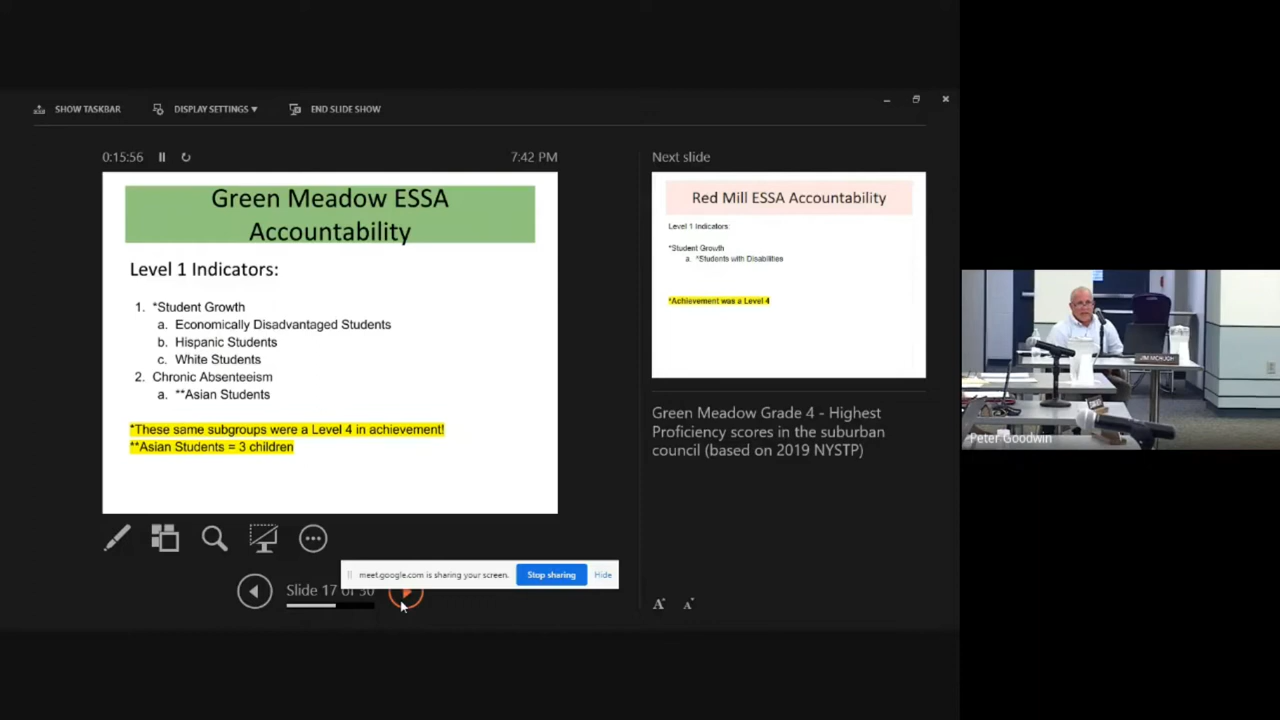 SHOW TASKBAR
DISPLAY SETTINGS
END SLIDE SHOW
0:15:56
7:42 PM
Green Meadow ESSA
Accountability
Level 1 Indicators:
1. *Student Growth
a. Economically Disadvantaged Students
b. Hispanic Students
c. White Students
2. Chronic Absenteeism
a. **Asian Students
*These same subgroups were a Level 4 in achievement!
**Asian Students = 3 children
meet.google.com is sharing your screen.
Stop sharing
Hide
Slide 17 of 30
Next slide
Red Mill ESSA Accountability
Level 1 Indicators:
*Student Growth
a. *Students with Disabilities
*Achievement was a Level 4
Green Meadow Grade 4 - Highest
Proficiency scores in the suburban
council (based on 2019 NYSTP)
A A
Peter Goodwin